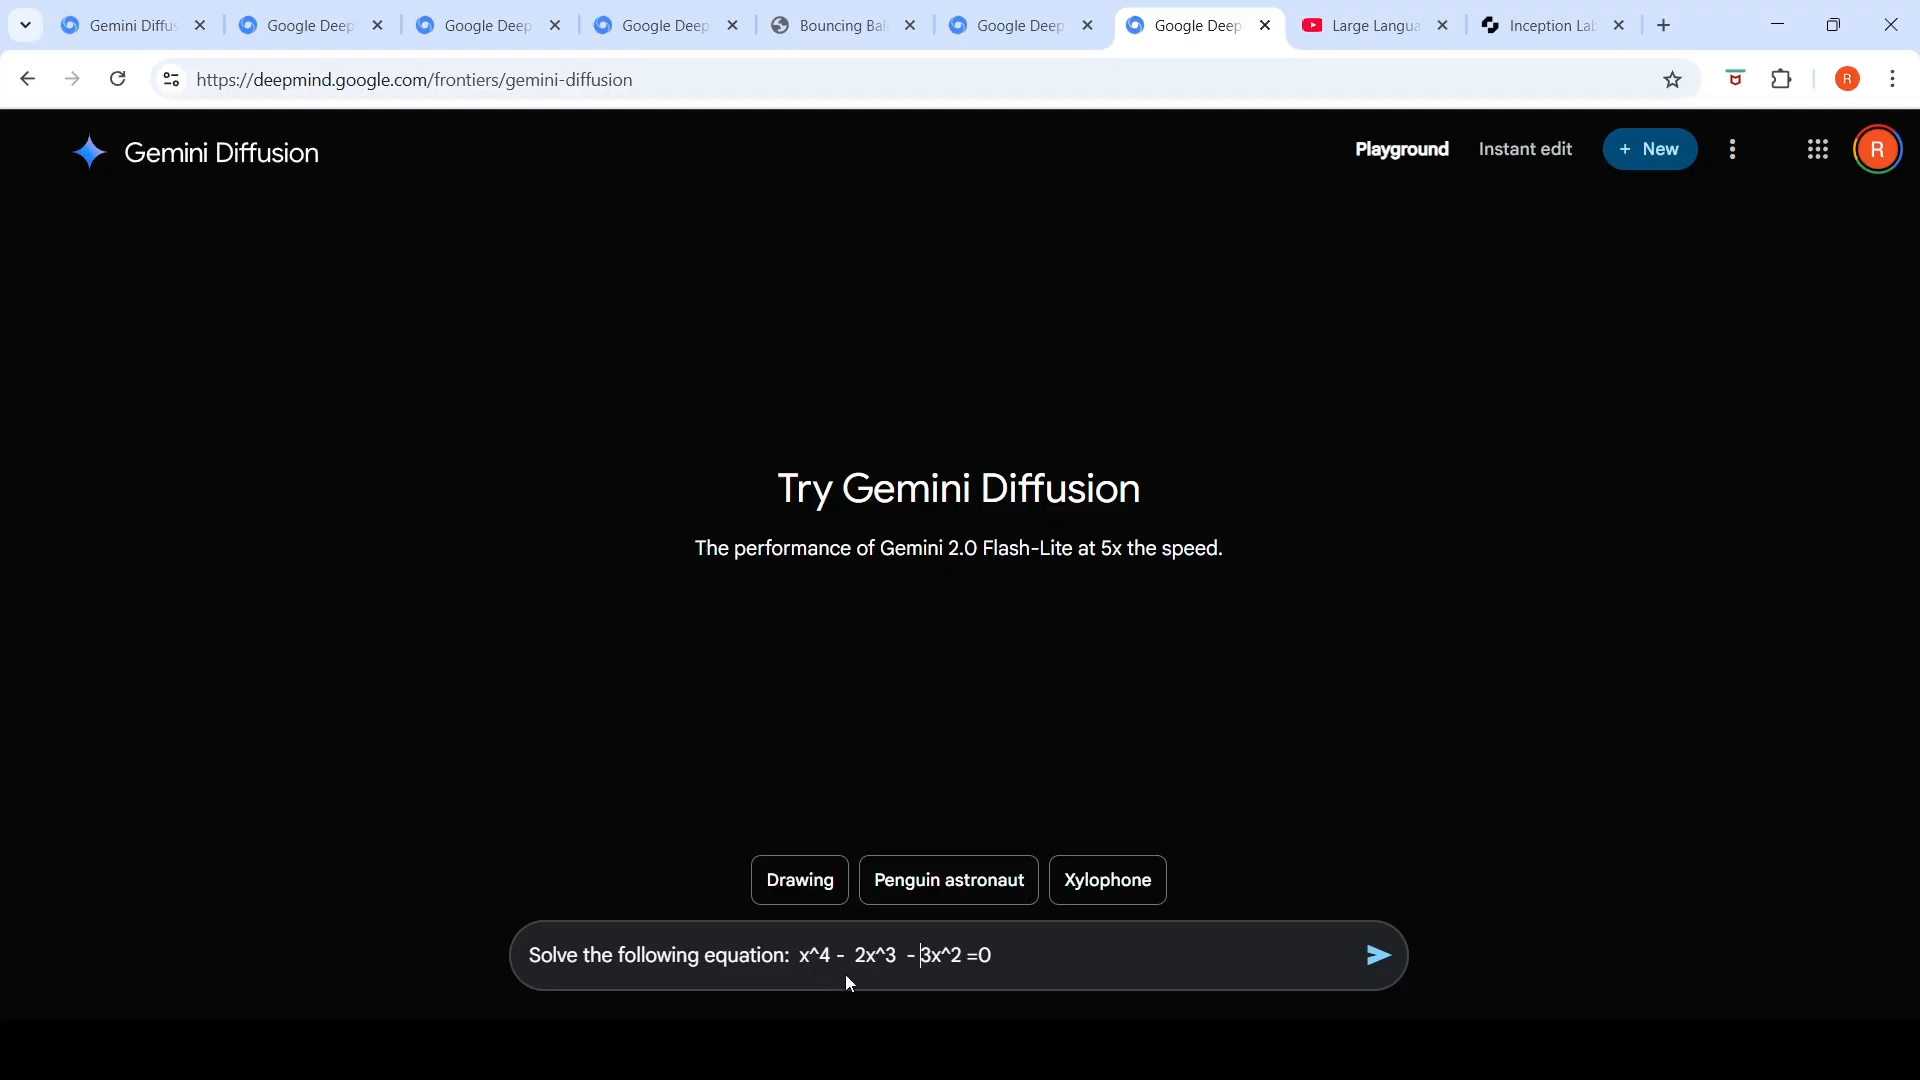 Gemini Diffus
Google Deep
Google Deep
Google Deep
Bouncing Bal
Google Deep
Google Deep
Large Langua
Inception Lab
https://deepmind.google.com/frontiers/gemini-diffusion
R
Gemini Diffusion
Playground
Instant edit
+ New
R
Try Gemini Diffusion
The performance of Gemini 2.0 Flash-Lite at 5x the speed.
Drawing
Penguin astronaut
Xylophone
Solve the following equation: x^4 - 2x^3 -3x^2 =0